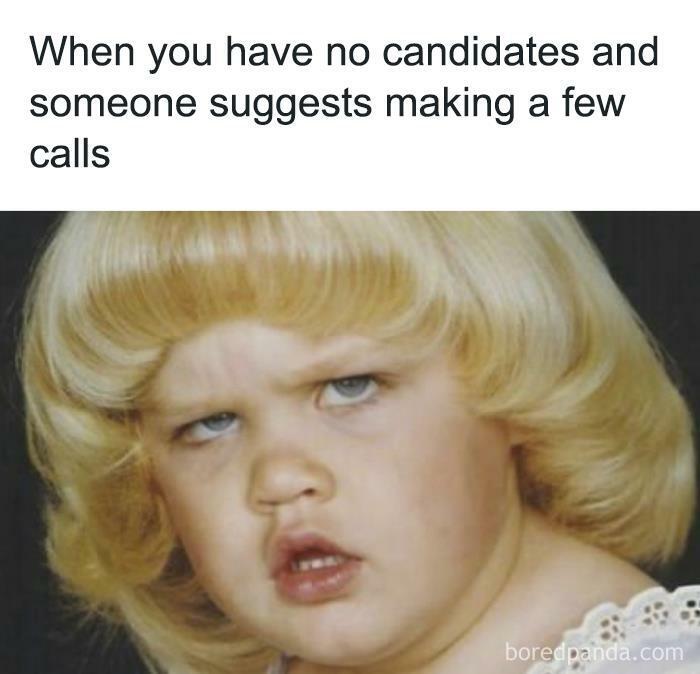 When you have no candidates and
someone suggests making a few
calls
boredpanda.com